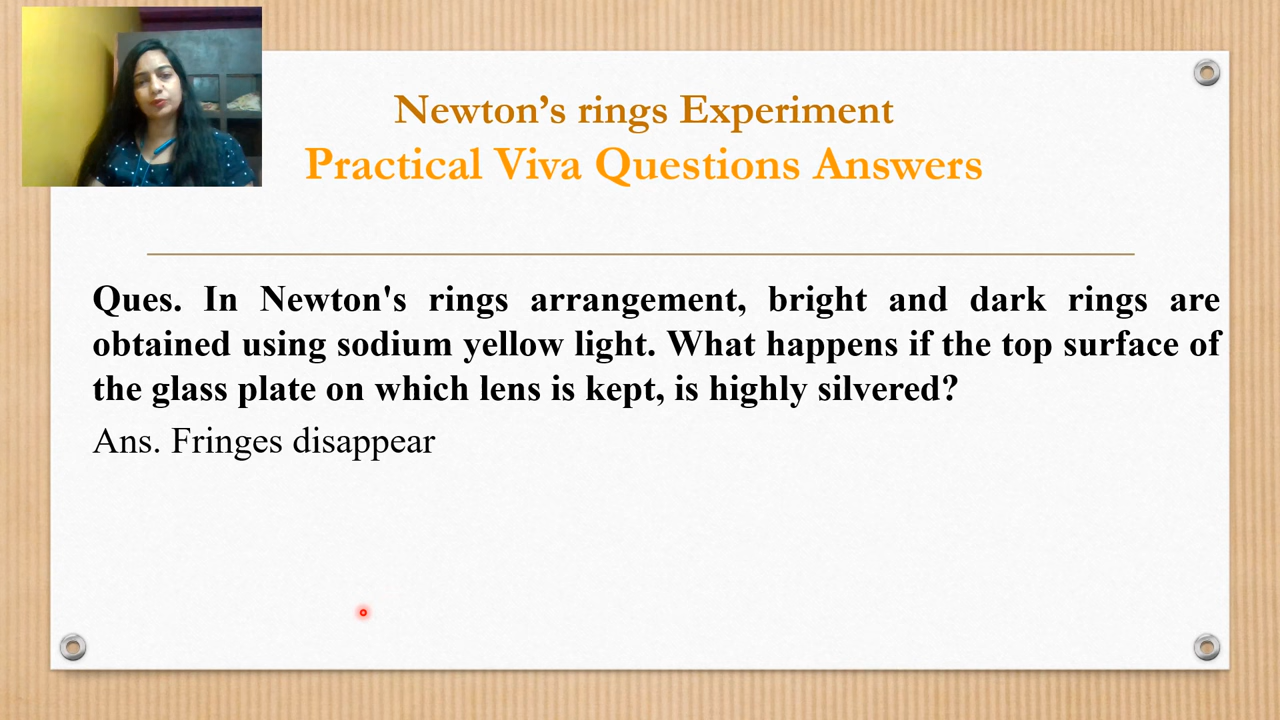 Newton’s rings Experiment
Practical Viva Questions Answers
Ques. In Newton's rings arrangement, bright and dark rings are
obtained using sodium yellow light. What happens if the top surface of
the glass plate on which lens is kept, is highly silvered?
Ans. Fringes disappear